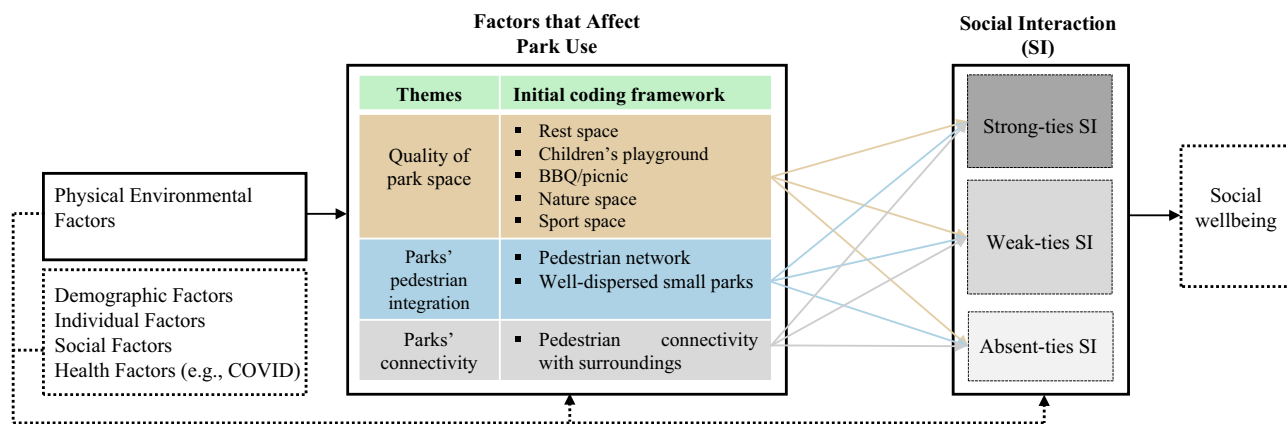 Factors that Affect
Park Use
Social Interaction
(SI)
Themes
Initial coding framework
Quality of
park space
▪ Rest space
▪ Children's playground
▪ BBQ/picnic
▪ Nature space
▪ Sport space
Parks'
pedestrian
integration
▪ Pedestrian network
▪ Well-dispersed small parks
Parks'
connectivity
▪ Pedestrian connectivity
with surroundings
Physical Environmental
Factors
Demographic Factors
Individual Factors
Social Factors
Health Factors (e.g., COVID)
Strong-ties SI
Weak-ties SI
Absent-ties SI
Social
wellbeing